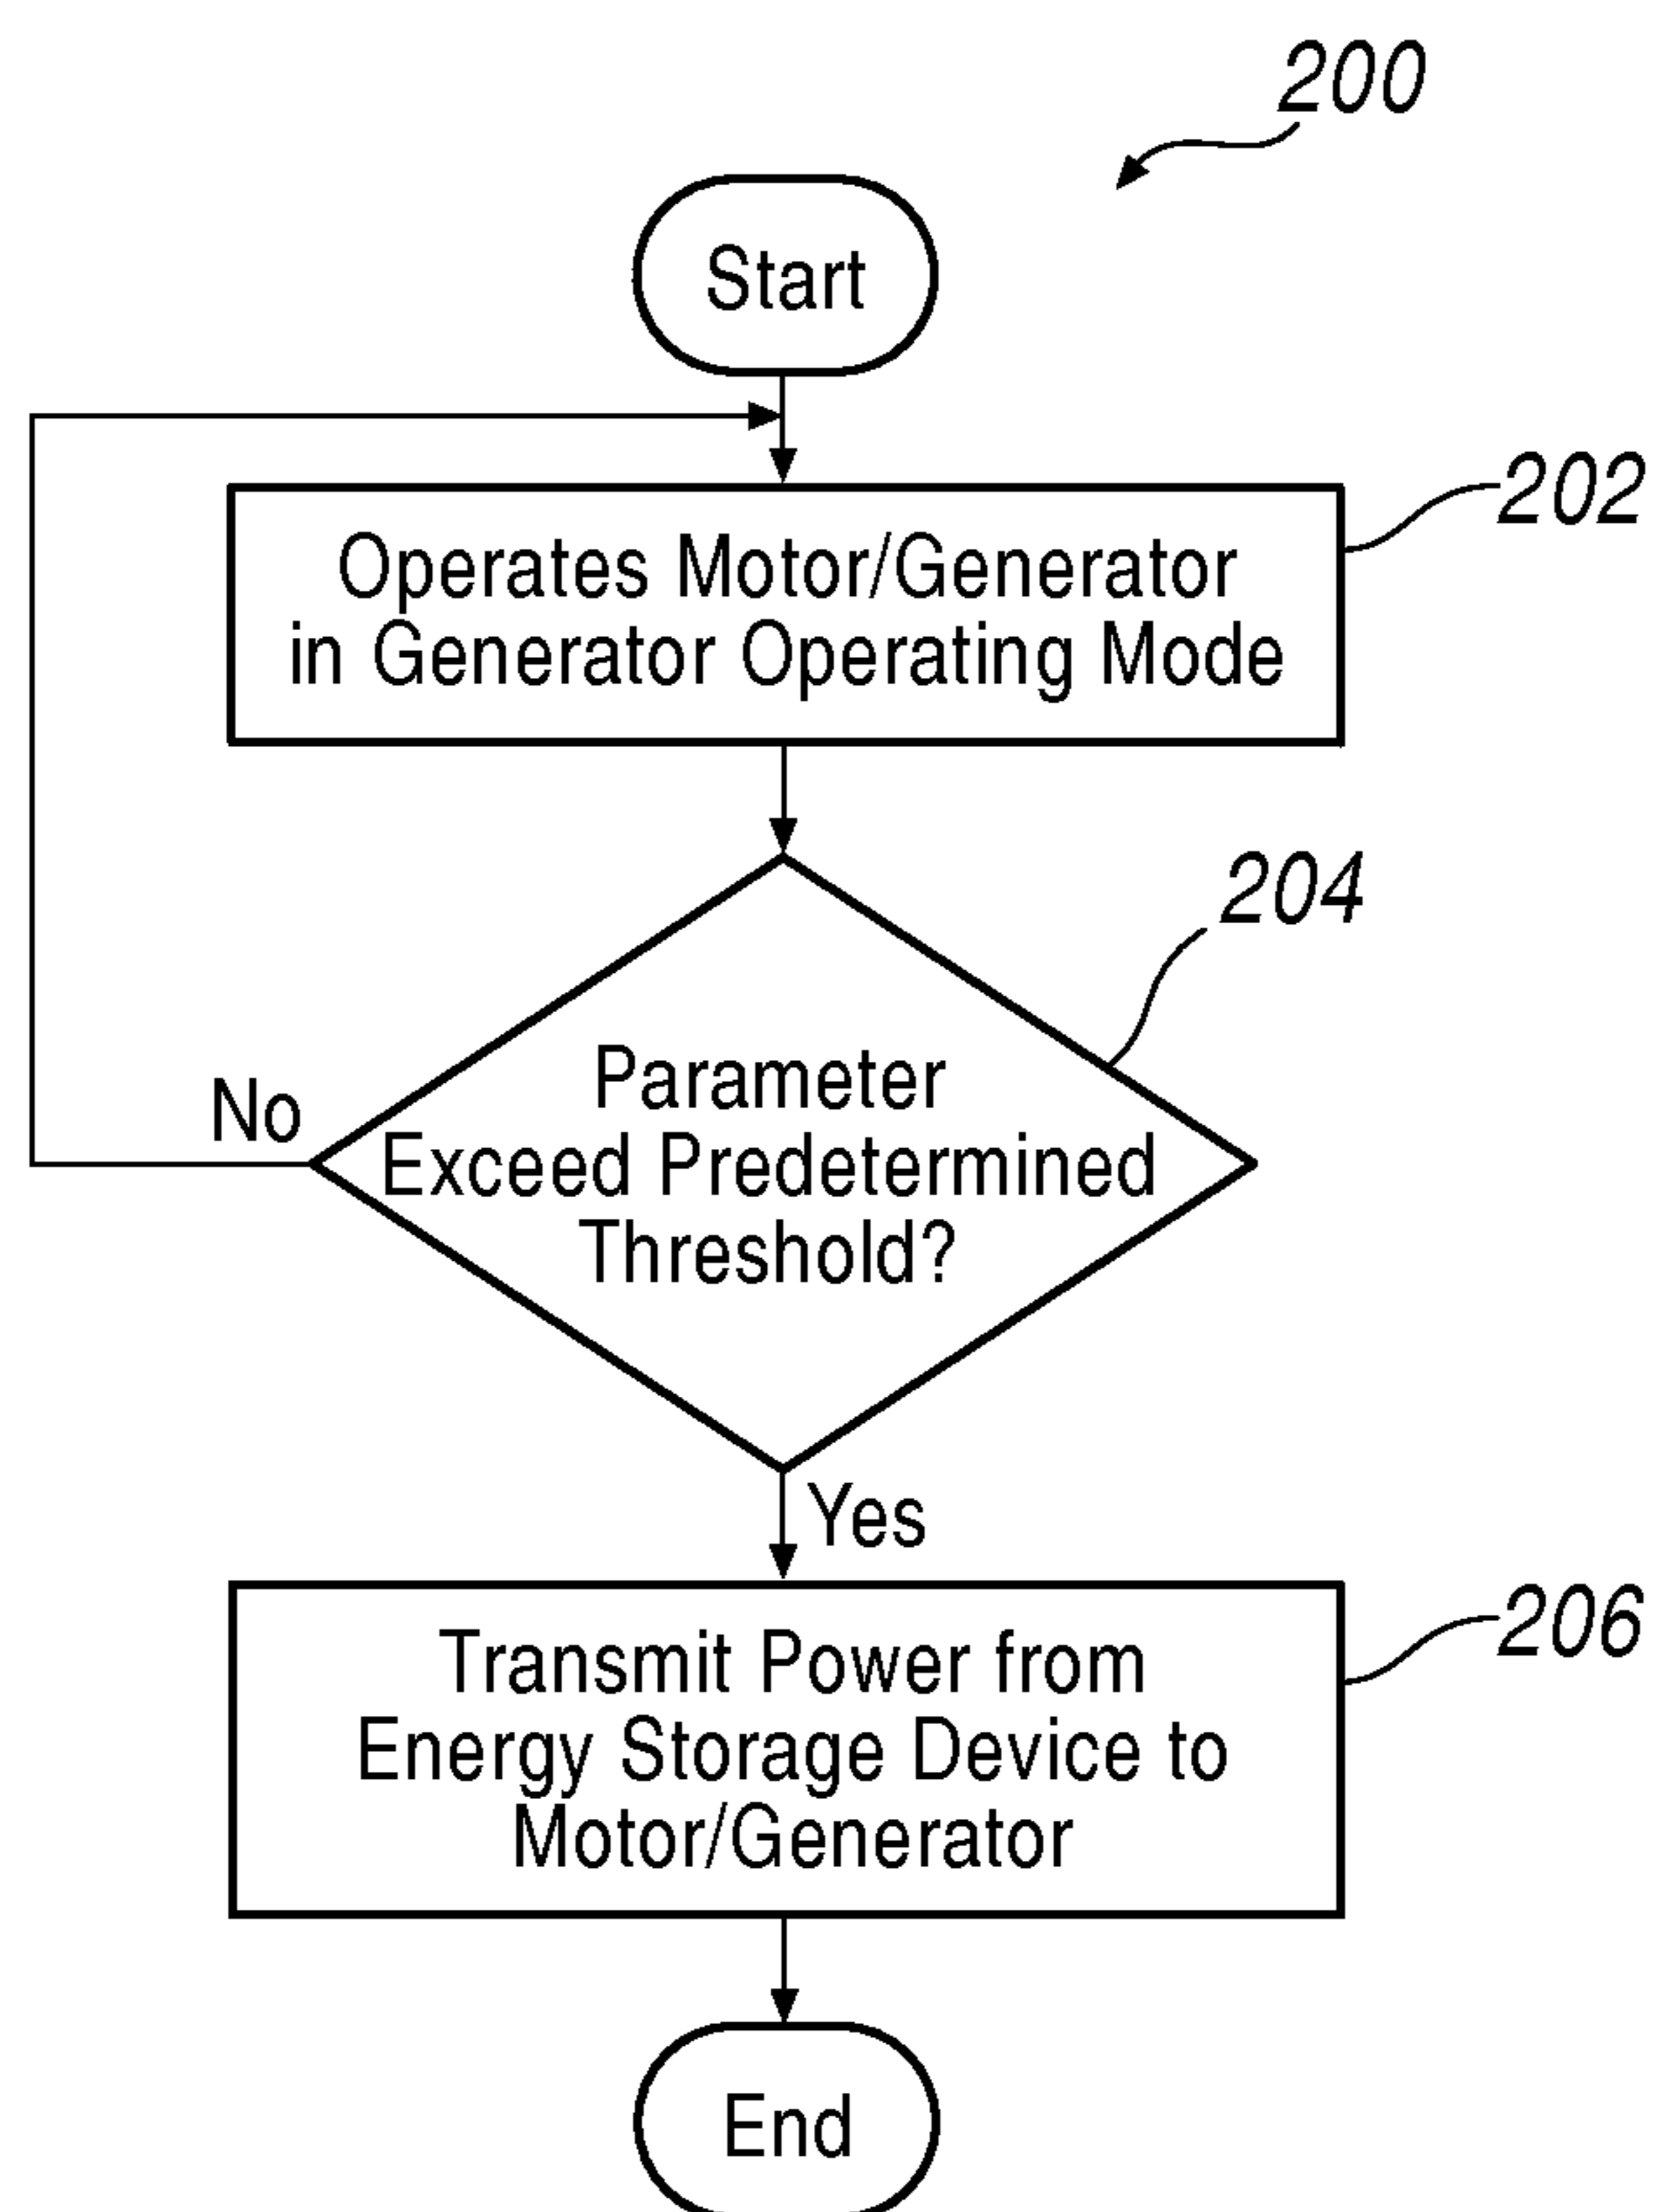 200
Start
202
Operates Motor/Generator
in Generator Operating Mode
204
Parameter
Exceed Predetermined
Threshold?
No
Yes
206
Transmit Power from
Energy Storage Device to
Motor/Generator
End